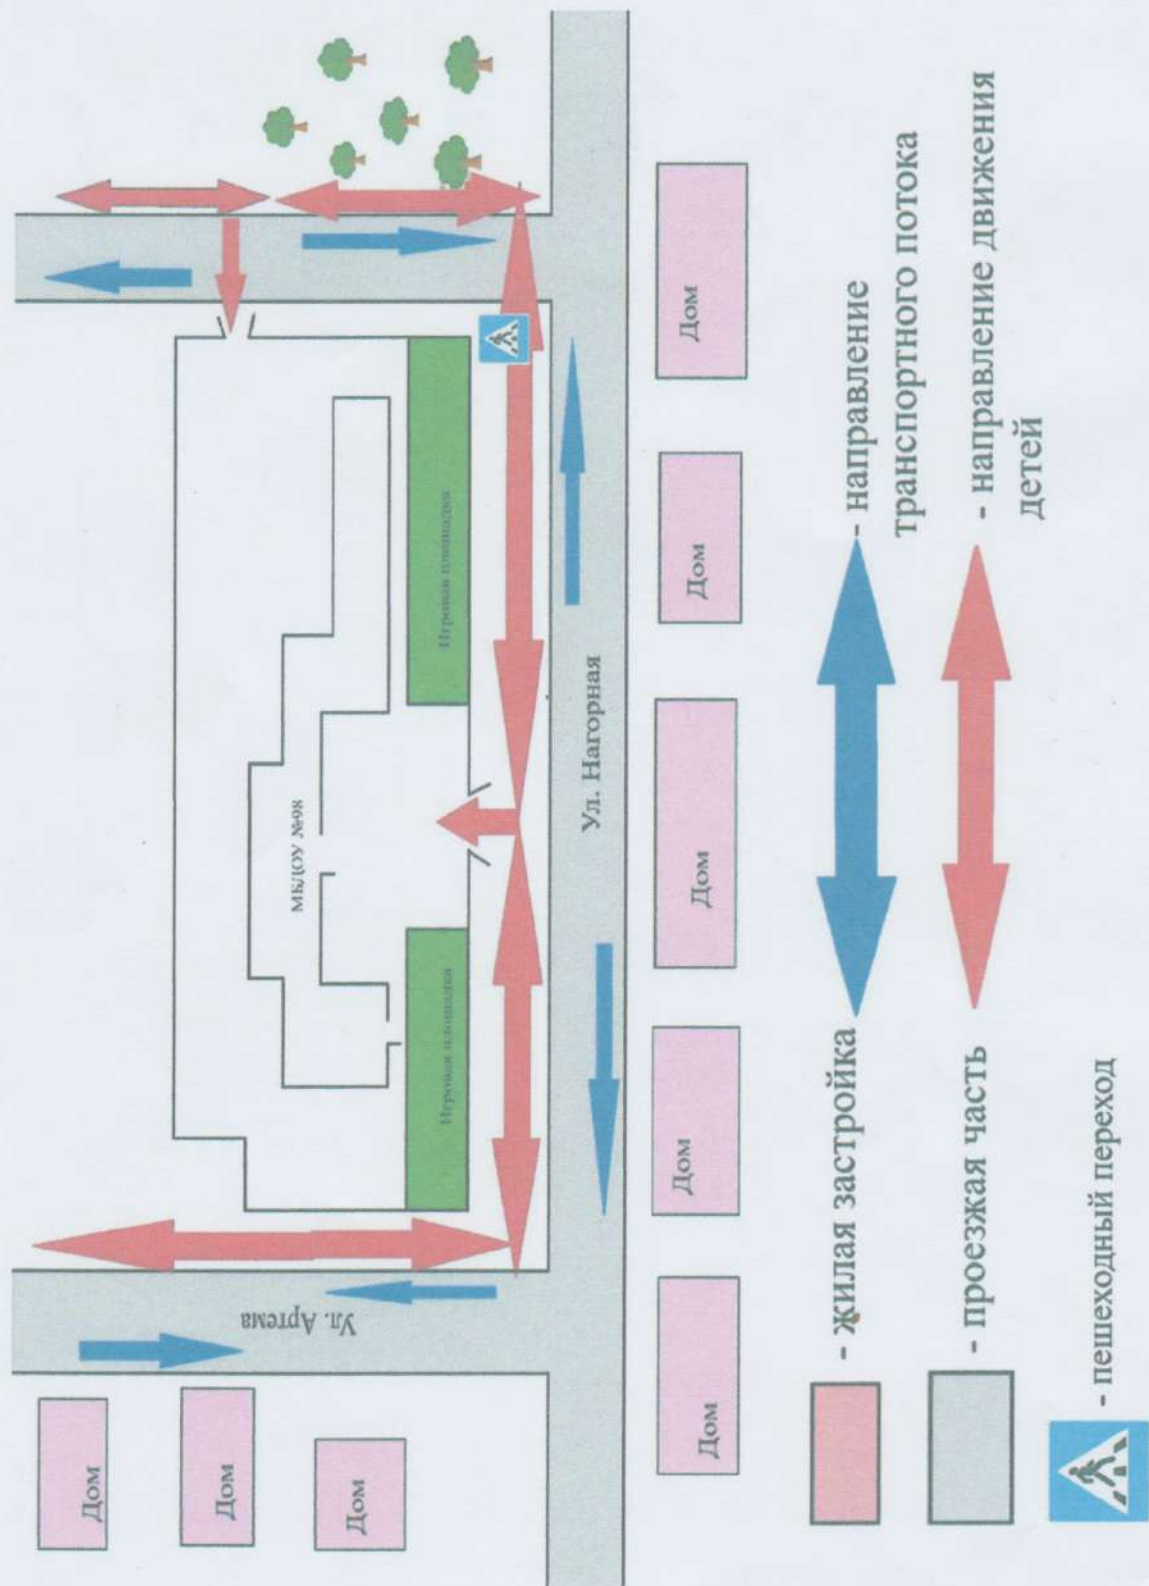 Дом
Дом
Дом
Ул. Артема
МБДОУ №98
Игровая площадка
Игровая площадка
Ул. Нагорная
Дом
Дом
Дом
Дом
Дом
- жилая застройка
- проезжая часть
- пешеходный переход
- направление
транспортного потока
- направление движения
детей